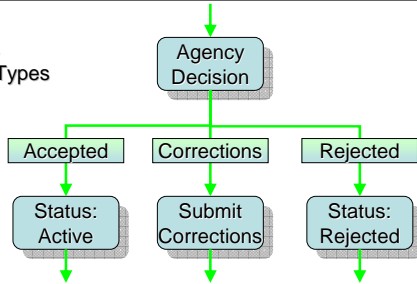 Types
Agency
Decision
Accepted
Corrections
Rejected
Status:
Active
Submit
Corrections
Status:
Rejected